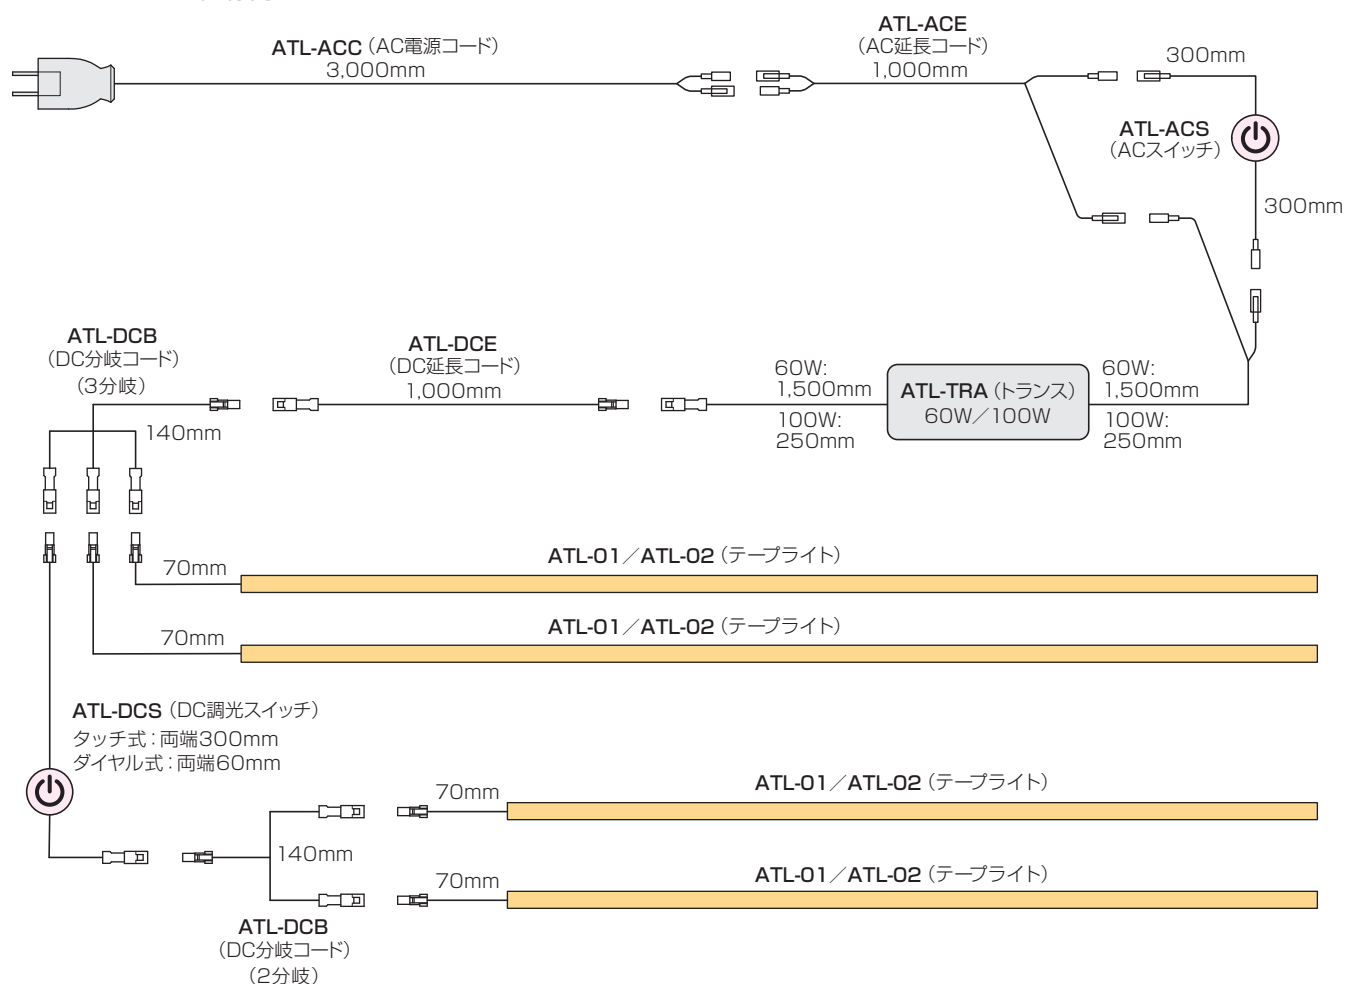 ATL-ACC（AC電源コード）
3,000mm
ATL-ACE
（AC延長コード）
1,000mm
300mm
ATL-ACS
（ACスイッチ）
300mm
ATL-DCB
（DC分岐コード）
（3分岐）
140mm
ATL-DCE
（DC延長コード）
1,000mm
60W:
1,500mm
100W:
250mm
ATL-TRA（トランス）
60W／100W
60W:
1,500mm
100W:
250mm
70mm
ATL-01／ATL-02（テープライト）
70mm
ATL-01／ATL-02（テープライト）
ATL-DCS（DC調光スイッチ）
タッチ式：両端300mm
ダイヤル式：両端60mm
70mm
ATL-01／ATL-02（テープライト）
140mm
70mm
ATL-01／ATL-02（テープライト）
ATL-DCB
（DC分岐コード）
（2分岐）